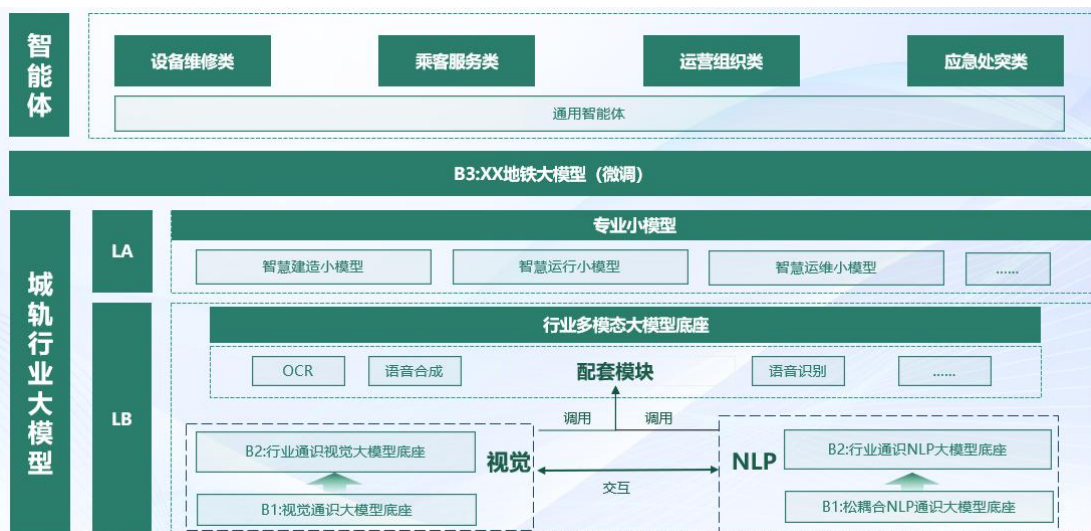 智能体
设备维修类
乘客服务类
运营组织类
应急处突类
通用智能体
B3:XX地铁大模型（微调）
城轨行业大模型
LA
专业小模型
智慧建造小模型
智慧运行小模型
智慧运维小模型
......
LB
行业多模态大模型底座
OCR
语音合成
配套模块
语音识别
......
调用
调用
B2:行业通识视觉大模型底座
视觉
NLP
B2:行业通识NLP大模型底座
交互
B1:视觉通识大模型底座
B1:松耦合NLP通识大模型底座